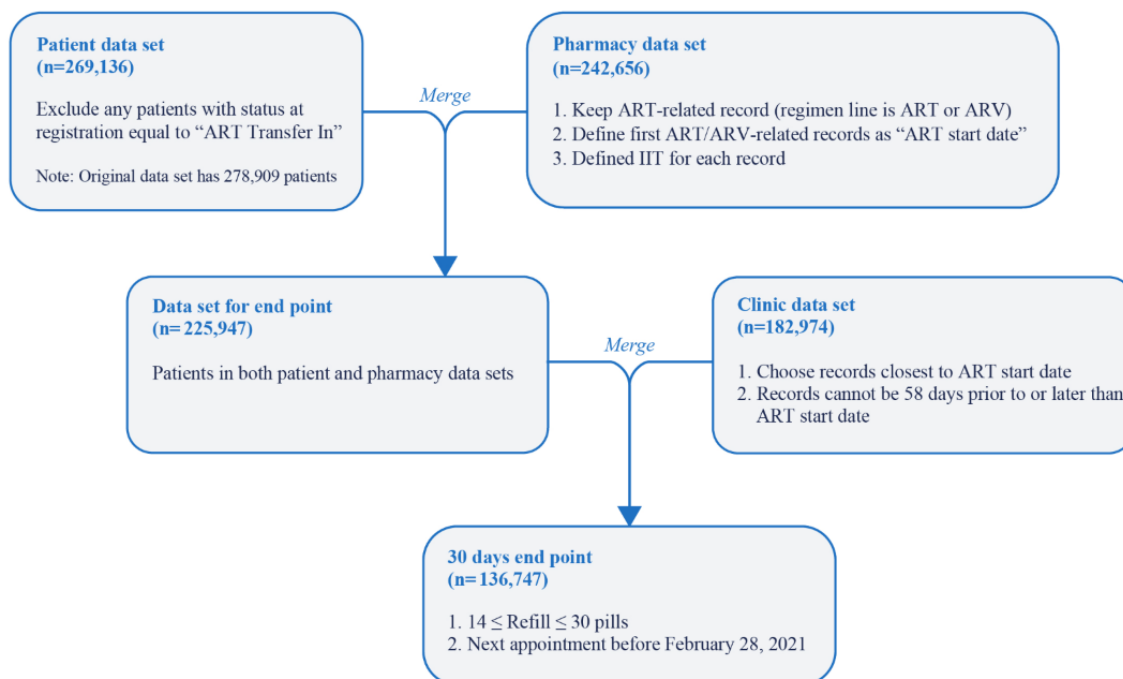 Patient data set
(n=269,136)
Exclude any patients with status at
registration equal to “ART Transfer In”
Note: Original data set has 278,909 patients
Merge
Pharmacy data set
(n=242,656)
1. Keep ART-related record (regimen line is ART or ARV)
2. Define first ART/ARV-related records as “ART start date”
3. Defined IIT for each record
Data set for end point
(n= 225,947)
Patients in both patient and pharmacy data sets
Merge
Clinic data set
(n=182,974)
1. Choose records closest to ART start date
2. Records cannot be 58 days prior to or later than
ART start date
30 days end point
(n= 136,747)
1. 14 ≤ Refill ≤ 30 pills
2. Next appointment before February 28, 2021